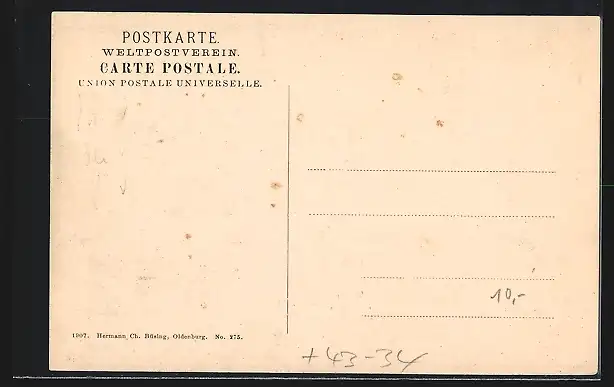 POSTKARTE.
WELTPOSTVEREIN.
CARTE POSTALE.
UNION POSTALE UNIVERSELLE.
10,-
1907. Hermann Ch. Büsing, Oldenburg. No. 275.
+43-34